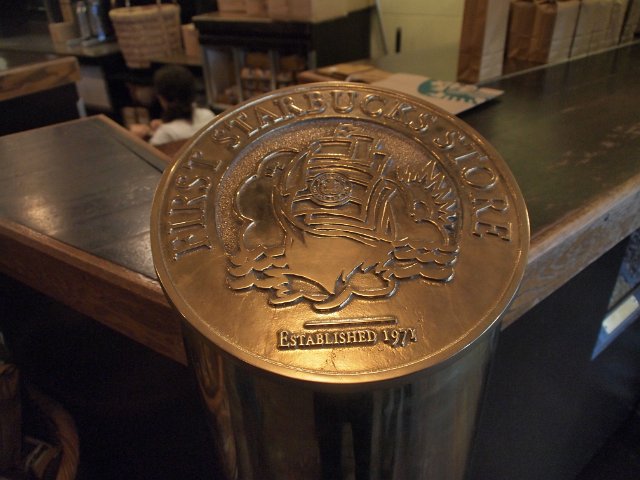 FIRST STARBUCKS STORE
ESTABLISHED 1971